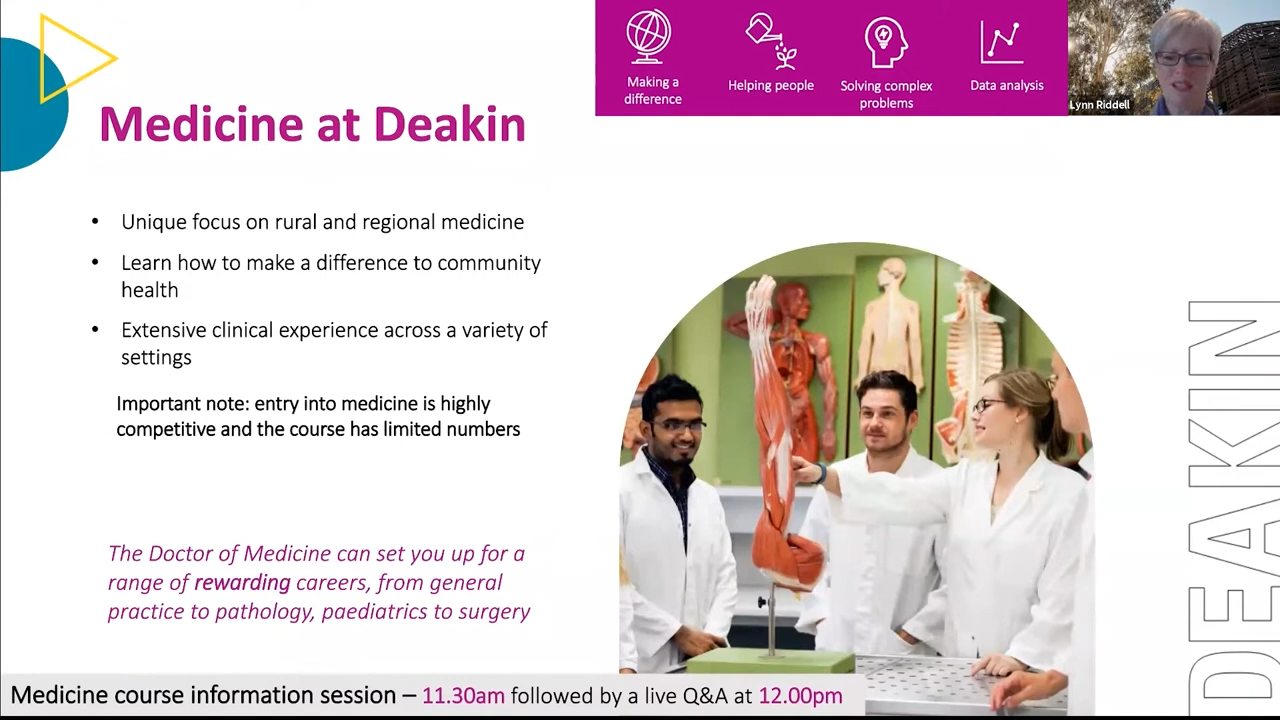 Medicine at Deakin
Making a
difference
Helping people
Solving complex
problems
Data analysis
Lynn Riddell
• Unique focus on rural and regional medicine
• Learn how to make a difference to community
health
• Extensive clinical experience across a variety of
settings
Important note: entry into medicine is highly
competitive and the course has limited numbers
The Doctor of Medicine can set you up for a
range of rewarding careers, from general
practice to pathology, paediatrics to surgery
Medicine course information session – 11.30am followed by a live Q&A at 12.00pm
DEAKIN